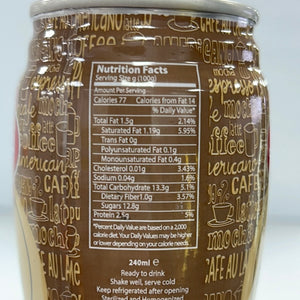 Nutrition Facts
Serving Size g (100g)
Amount Per Serving
Calories 77 Calories from Fat 14
% Daily Value*
Total Fat 1.5g 2.14%
Saturated Fat 1.19g 5.95%
Trans Fat 0g
Polyunsaturated Fat 0.1g
Monounsaturated Fat 0.4g
Cholesterol 0.01g 3.43%
Sodium 0.04g 1.6%
Total Carbohydrate 13.3g 5.1%
Dietary Fiber 1.0g 3.57%
Sugars 12.8g
Protein 2.5g 5%
*Percent Daily Value are based on a 2,000
calorie diet. Your Daily Values may be higher
or lower depending on your calorie needs.
240ml e
Ready to drink
Shake well, serve cold
Keep refrigerated after opening
Sterilized and Homogenized
mocha
CAFE
mocha
CAFE AU LAIT